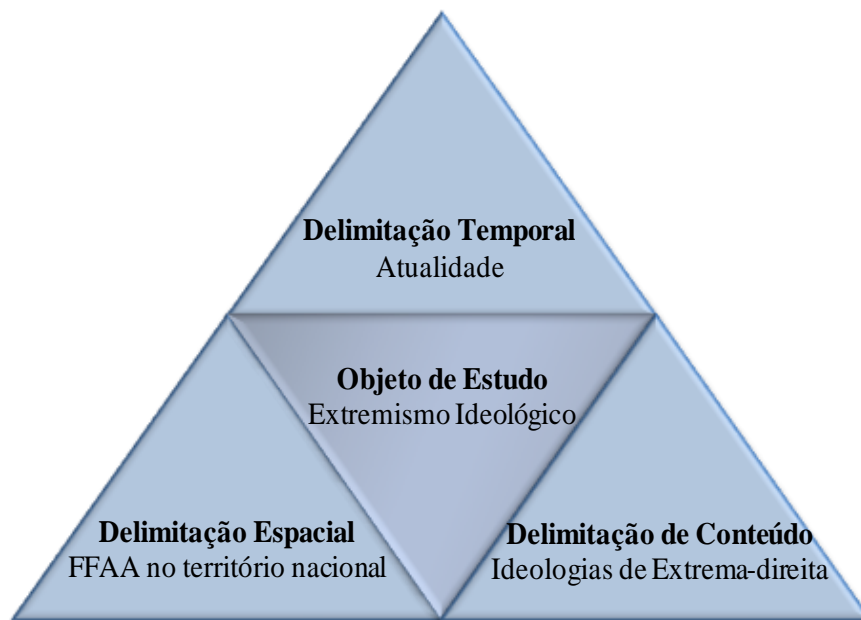 Delimitação Temporal
Atualidade
Objeto de Estudo
Extremismo Ideológico
Delimitação Espacial
FFAA no território nacional
Delimitação de Conteúdo
Ideologias de Extrema-direita